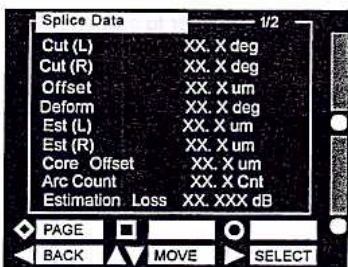 Splice Data 1/2
Cut (L) XX. X deg
Cut (R) XX. X deg
Offset XX. X um
Deform XX. X deg
Est (L) XX. X um
Est (R) XX. X um
Core Offset XX. X um
Arc Count XX. X Cnt
Estimation Loss XX. XXX dB
PAGE
BACK MOVE SELECT